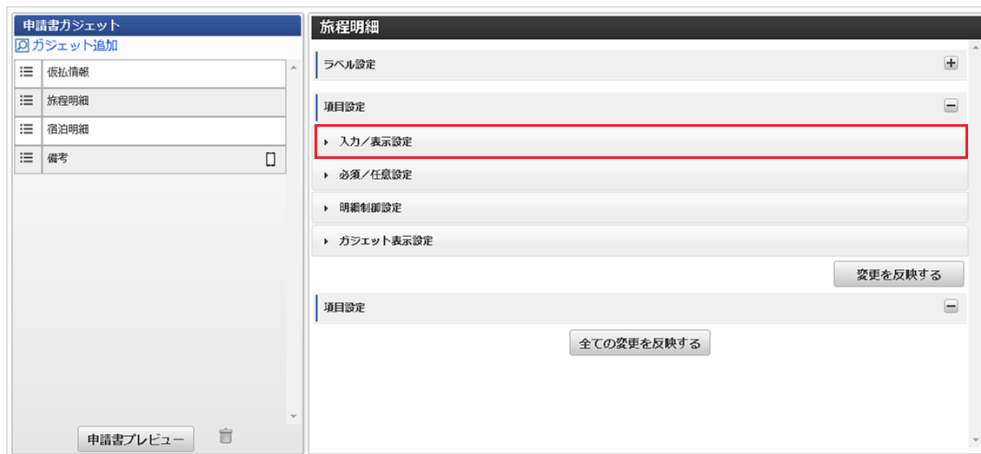 申請書ガジェット
ガジェット追加
仮払情報
旅程明細
宿泊明細
備考
申請書プレビュー
旅程明細
ラベル設定
項目設定
入力／表示設定
必須／任意設定
明細制御設定
ガジェット表示設定
変更を反映する
項目設定
全ての変更を反映する